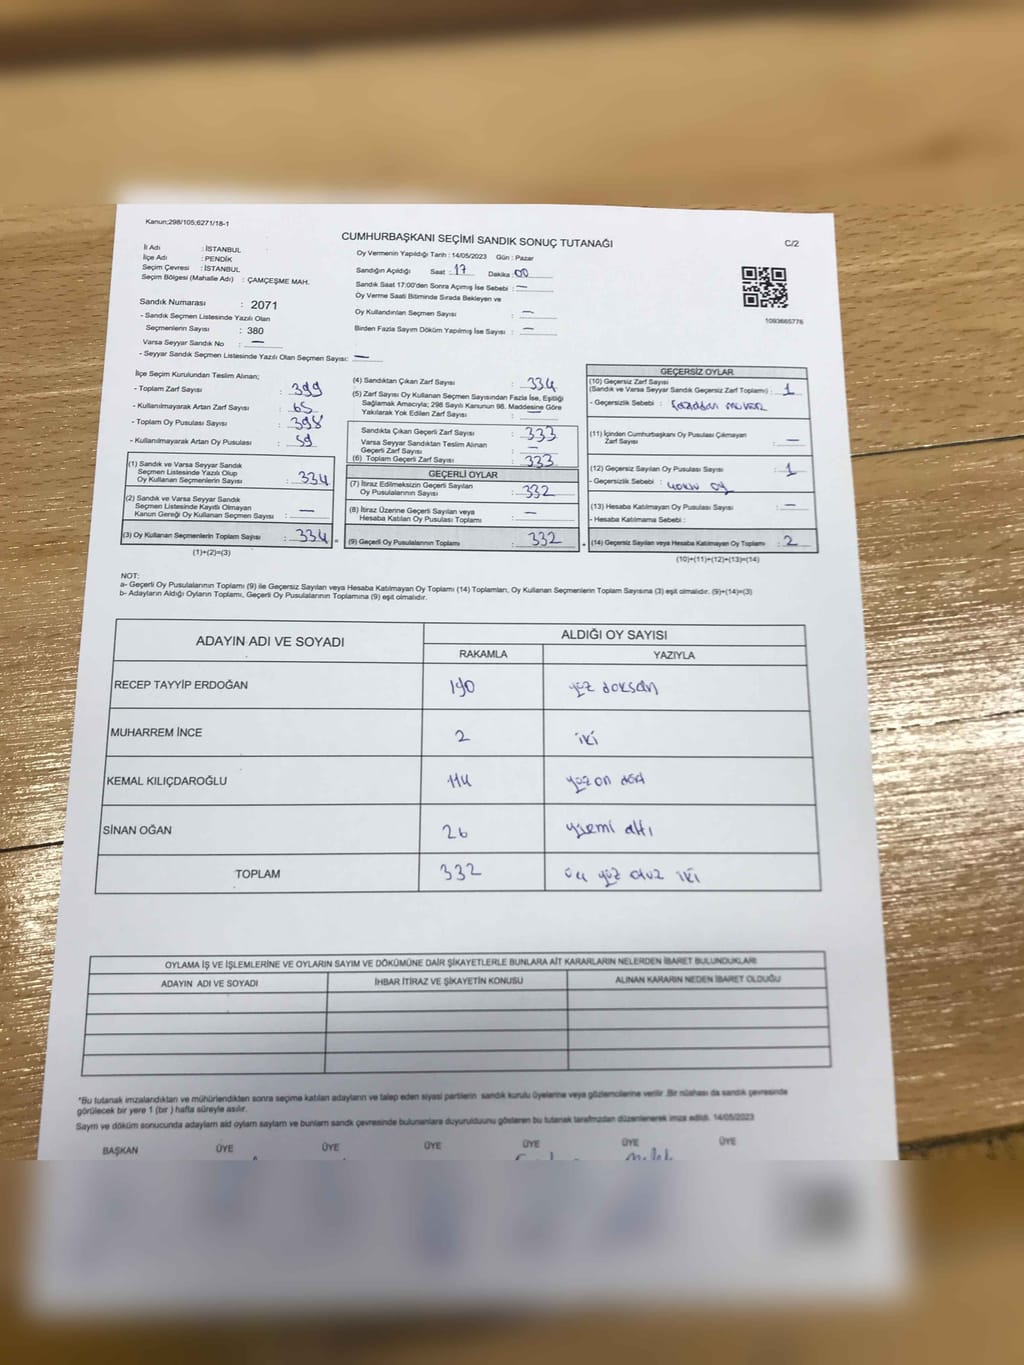 Kanun;298/105;6271/18-1
CUMHURBAŞKANI SEÇİMİ SANDIK SONUÇ TUTANAĞI
C/2
İl Adı : İSTANBUL
İlçe Adı : PENDİK
Seçim Çevresi : İSTANBUL
Seçim Bölgesi (Mahalle Adı) : ÇAMÇEŞME MAH.
Sandık Numarası : 2071
- Sandık Seçmen Listesinde Yazılı Olan
Seçmenlerin Sayısı : 380
Varsa Seyyar Sandık No : —
- Seyyar Sandık Seçmen Listesinde Yazılı Olan Seçmen Sayısı: —
Oy Vermenin Yapıldığı Tarih : 14/05/2023 Gün : Pazar
Sandığın Açıldığı Saat : 17 Dakika : 00
Sandık Saat 17:00'den Sonra Açımış İse Sebebi : —
Oy Verme Saati Bitiminde Sırada Bekleyen ve
Oy Kullandırılan Seçmen Sayısı : —
Birden Fazla Sayım Döküm Yapılmış İse Sayısı : —
1093665776
İlçe Seçim Kurulundan Teslim Alınan;
- Toplam Zarf Sayısı : 399
- Kullanılmayarak Artan Zarf Sayısı : 65
- Toplam Oy Pusulası Sayısı : 398
- Kullanılmayarak Artan Oy Pusulası : 59
(1) Sandık ve Varsa Seyyar Sandık
Seçmen Listesinde Yazılı Olup
Oy Kullanan Seçmenlerin Sayısı : 334
(2) Sandık ve Varsa Seyyar Sandık
Seçmen Listesinde Kayıtlı Olmayan
Kanun Gereği Oy Kullanan Seçmen Sayısı : —
(3) Oy Kullanan Seçmenlerin Toplam Sayısı : 334 =
(1)+(2)=(3)
(4) Sandıktan Çıkan Zarf Sayısı : 334
(5) Zarf Sayısı Oy Kullanan Seçmen Sayısından Fazla İse, Eşitliği
Sağlamak Amacıyla; 298 Sayılı Kanunun 98. Maddesine Göre
Yakılarak Yok Edilen Zarf Sayısı : —
Sandıkta Çıkan Geçerli Zarf Sayısı : 333
Varsa Seyyar Sandıktan Teslim Alınan
Geçerli Zarf Sayısı : —
(6) Toplam Geçerli Zarf Sayısı : 333
GEÇERLİ OYLAR
(7) İtiraz Edilmeksizin Geçerli Sayılan
Oy Pusulalarının Sayısı : 332
(8) İtiraz Üzerine Geçerli Sayılan veya
Hesaba Katılan Oy Pusulası Toplamı : —
(9) Geçerli Oy Pusulalarının Toplamı : 332 +
GEÇERSİZ OYLAR
(10) Geçersiz Zarf Sayısı
(Sandık ve Varsa Seyyar Sandık Geçersiz Zarf Toplamı) : 1
- Geçersizlik Sebebi :
(11) İçinden Cumhurbaşkanı Oy Pusulası Çıkmayan
Zarf Sayısı : —
(12) Geçersiz Sayılan Oy Pusulası Sayısı : 1
- Geçersizlik Sebebi : oy
(13) Hesaba Katılmayan Oy Pusulası Sayısı : —
- Hesaba Katılmama Sebebi :
(14) Geçersiz Sayılan veya Hesaba Katılmayan Oy Toplamı : 2
(10)+(11)+(12)+(13)=(14)
NOT:
a- Geçerli Oy Pusulalarının Toplamı (9) ile Geçersiz Sayılan veya Hesaba Katılmayan Oy Toplamı (14) Toplamları, Oy Kullanan Seçmenlerin Toplam Sayısına (3) eşit olmalıdır. (9)+(14)=(3)
b- Adayların Aldığı Oyların Toplamı, Geçerli Oy Pusulalarının Toplamına (9) eşit olmalıdır.
ADAYIN ADI VE SOYADI ALDIĞI OY SAYISI
RAKAMLA YAZIYLA
RECEP TAYYİP ERDOĞAN 190 yüz doksan
MUHARREM İNCE 2 iki
KEMAL KILIÇDAROĞLU 114 yüz on dört
SİNAN OĞAN 26 yirmi altı
TOPLAM 332 üç yüz otuz iki
OYLAMA İŞ VE İŞLEMLERİNE VE OYLARIN SAYIM VE DÖKÜMÜNE DAİR ŞİKAYETLERLE BUNLARA AİT KARARLARIN NELERDEN İBARET BULUNDUKLARI
ADAYIN ADI VE SOYADI İHBAR İTİRAZ VE ŞİKAYETİN KONUSU ALINAN KARARIN NEDEN İBARET OLDUĞU
*Bu tutanak imzalandıktan ve mühürlendikten sonra seçime katılan adayların ve talep eden siyasi partilerin sandık kurulu üyelerine veya gözlemcilerine verilir .Bir nüshası da sandık çevresinde
görülecek bir yere 1 (bir ) hafta süreyle asılır.
Sayım ve döküm sonucunda adayların ald oyların sayıların ve bunların sandk çevresinde bulunanlara duyurulduunu gösteren bu tutanak tarafımızdan düzenlenerek imza edildi. 14/05/2023
BAŞKAN ÜYE ÜYE ÜYE ÜYE ÜYE ÜYE